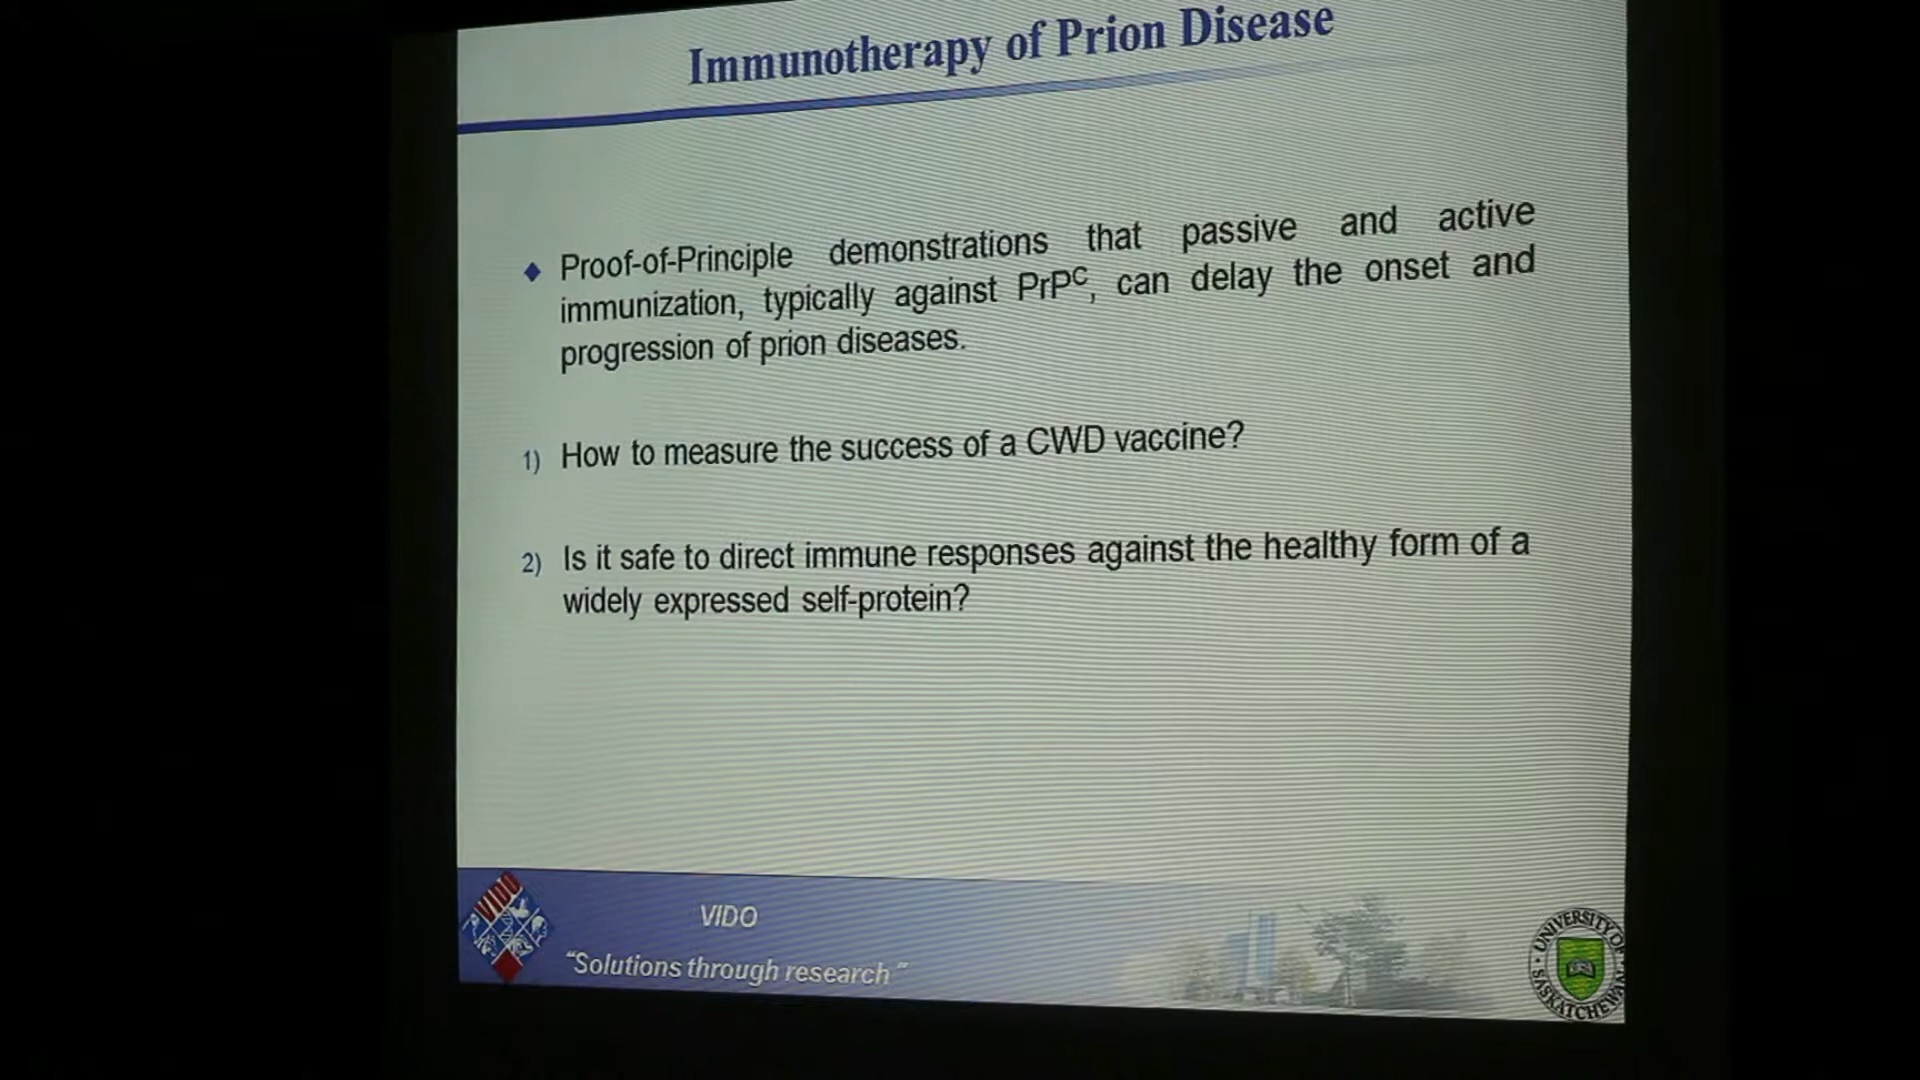 Immunotherapy of Prion Disease
◆ Proof-of-Principle demonstrations that passive and active
immunization, typically against PrPᶜ, can delay the onset and
progression of prion diseases.
1) How to measure the success of a CWD vaccine?
2) Is it safe to direct immune responses against the healthy form of a
widely expressed self-protein?
VIDO
VIDO
“Solutions through research”
UNIVERSITY OF
SASKATCHEWAN